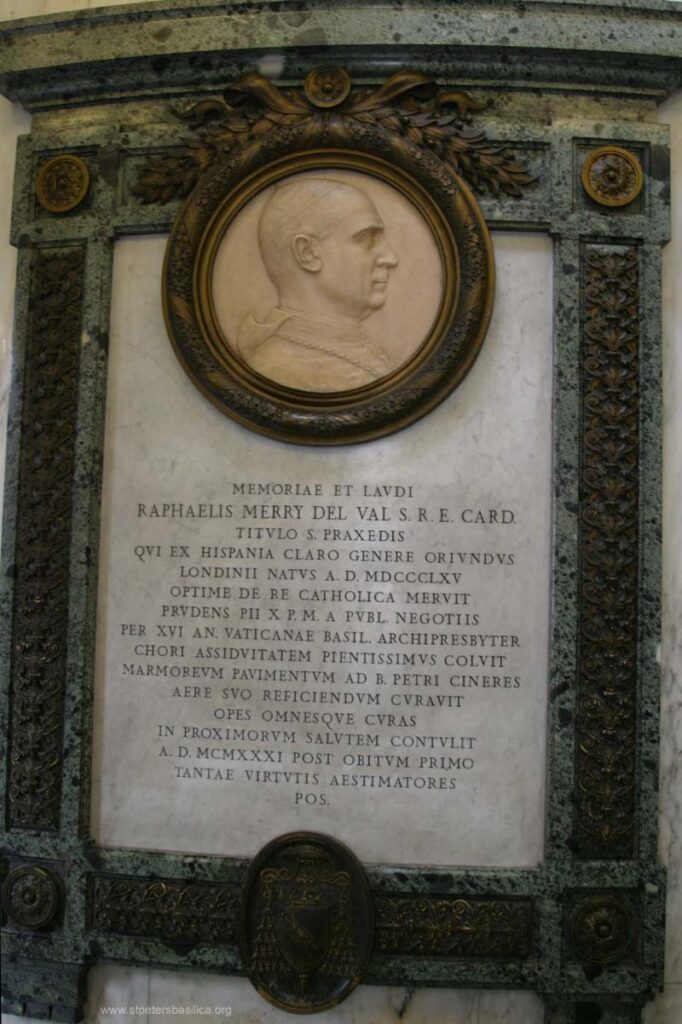 MEMORIAE ET LAVDI
RAPHAELIS MERRY DEL VAL S. R. E. CARD.
TITVLO S. PRAXEDIS
QVI EX HISPANIA CLARO GENERE ORIVNDVS
LONDINII NATVS A. D. MDCCCLXV
OPTIME DE RE CATHOLICA MERVIT
PRVDENS PII X P. M. A PVBL. NEGOTIIS
PER XVI AN. VATICANAE BASIL. ARCHIPRESBYTER
CHORI ASSIDVITATEM PIENTISSIMVS COLVIT
MARMOREVM PAVIMENTVM AD B. PETRI CINERES
AERE SVO REFICIENDVM CVRAVIT
OPES OMNESQVE CVRAS
IN PROXIMORVM SALVTEM CONTVLIT
A. D. MCMXXXI POST OBITVM PRIMO
TANTAE VIRTVTIS AESTIMATORES
POS.
www.stpetersbasilica.org